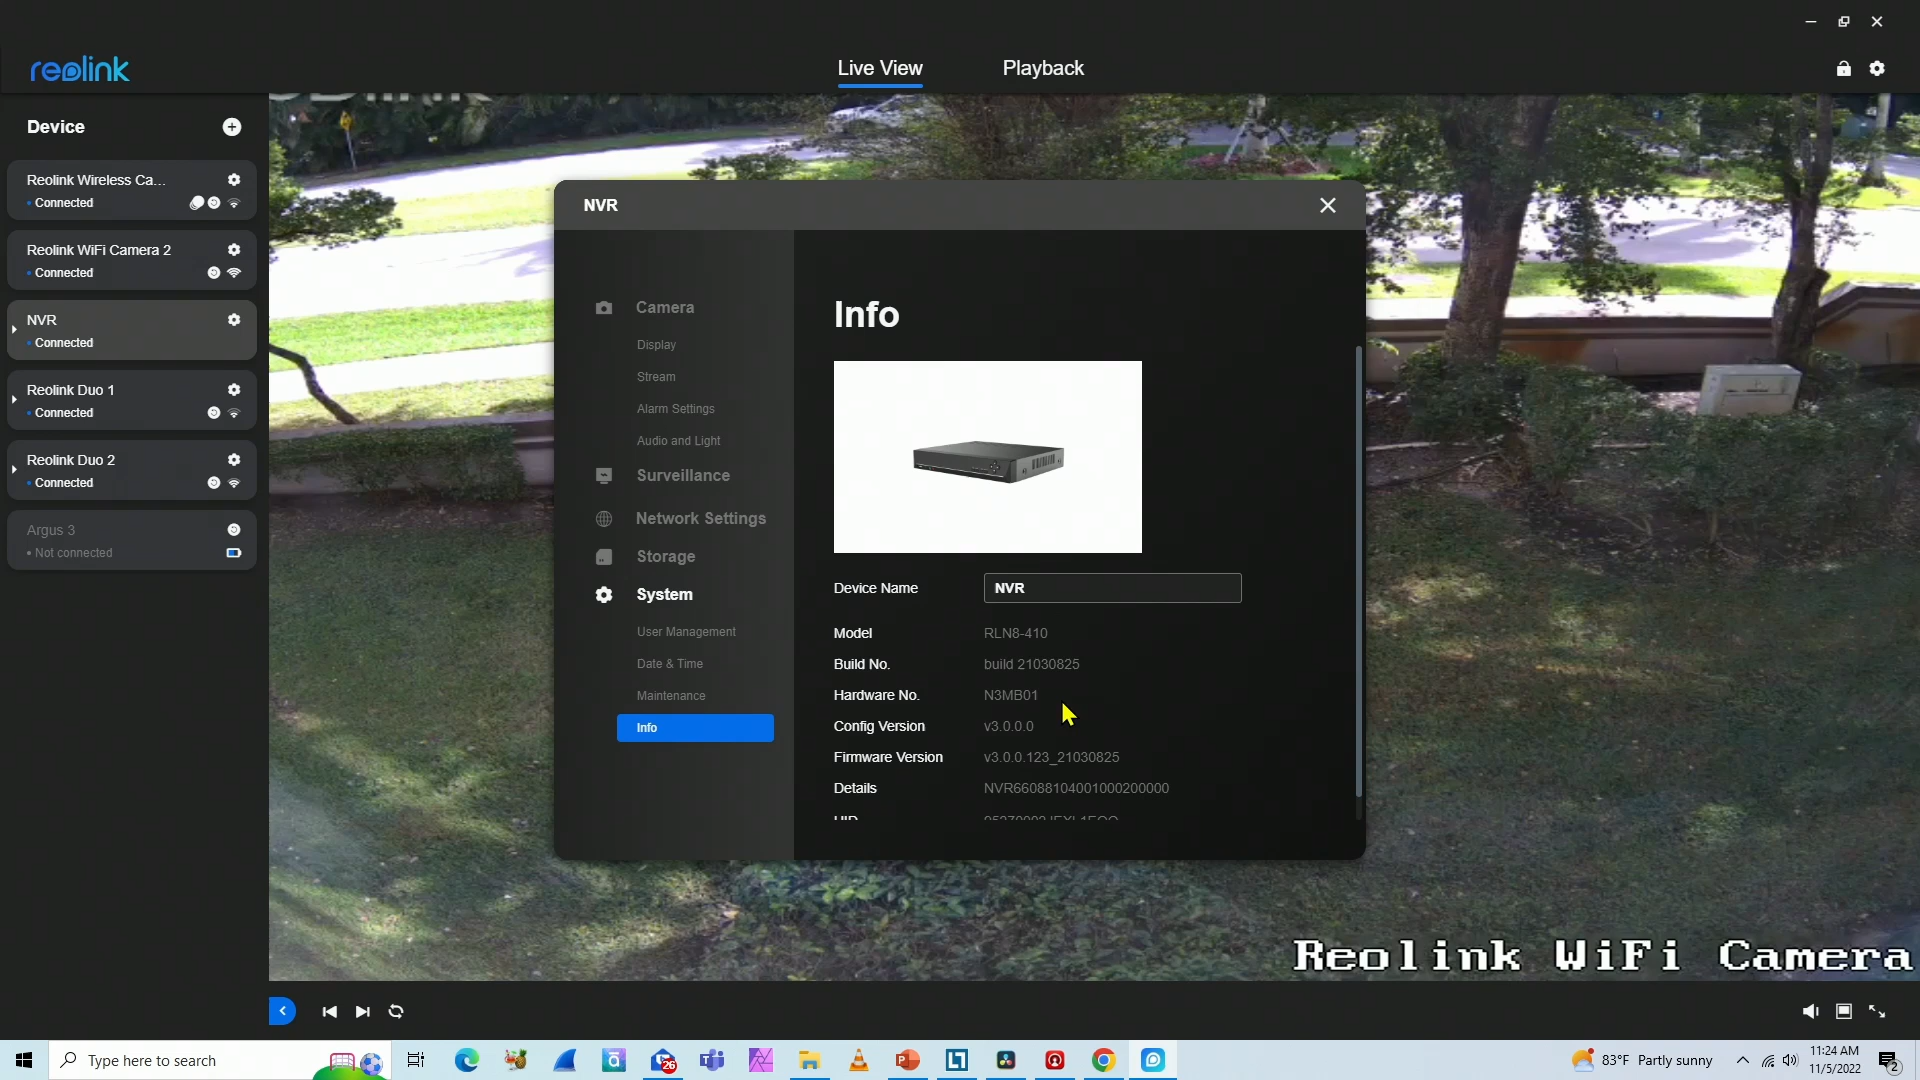 reolink
Live View
Playback
Device
Reolink Wireless Ca...
Connected
Reolink WiFi Camera 2
Connected
NVR
Connected
Reolink Duo 1
Connected
Reolink Duo 2
Connected
Argus 3
Not connected
NVR
Camera
Display
Stream
Alarm Settings
Audio and Light
Surveillance
Network Settings
Storage
System
User Management
Date & Time
Maintenance
Info
Info
Device Name NVR
Model RLN8-410
Build No. build 21030825
Hardware No. N3MB01
Config Version v3.0.0.0
Firmware Version v3.0.0.123_21030825
Details NVR66088104001000200000
UID
Reolink WiFi Camera
Type here to search
26
83°F Partly sunny
11:24 AM
11/5/2022
2